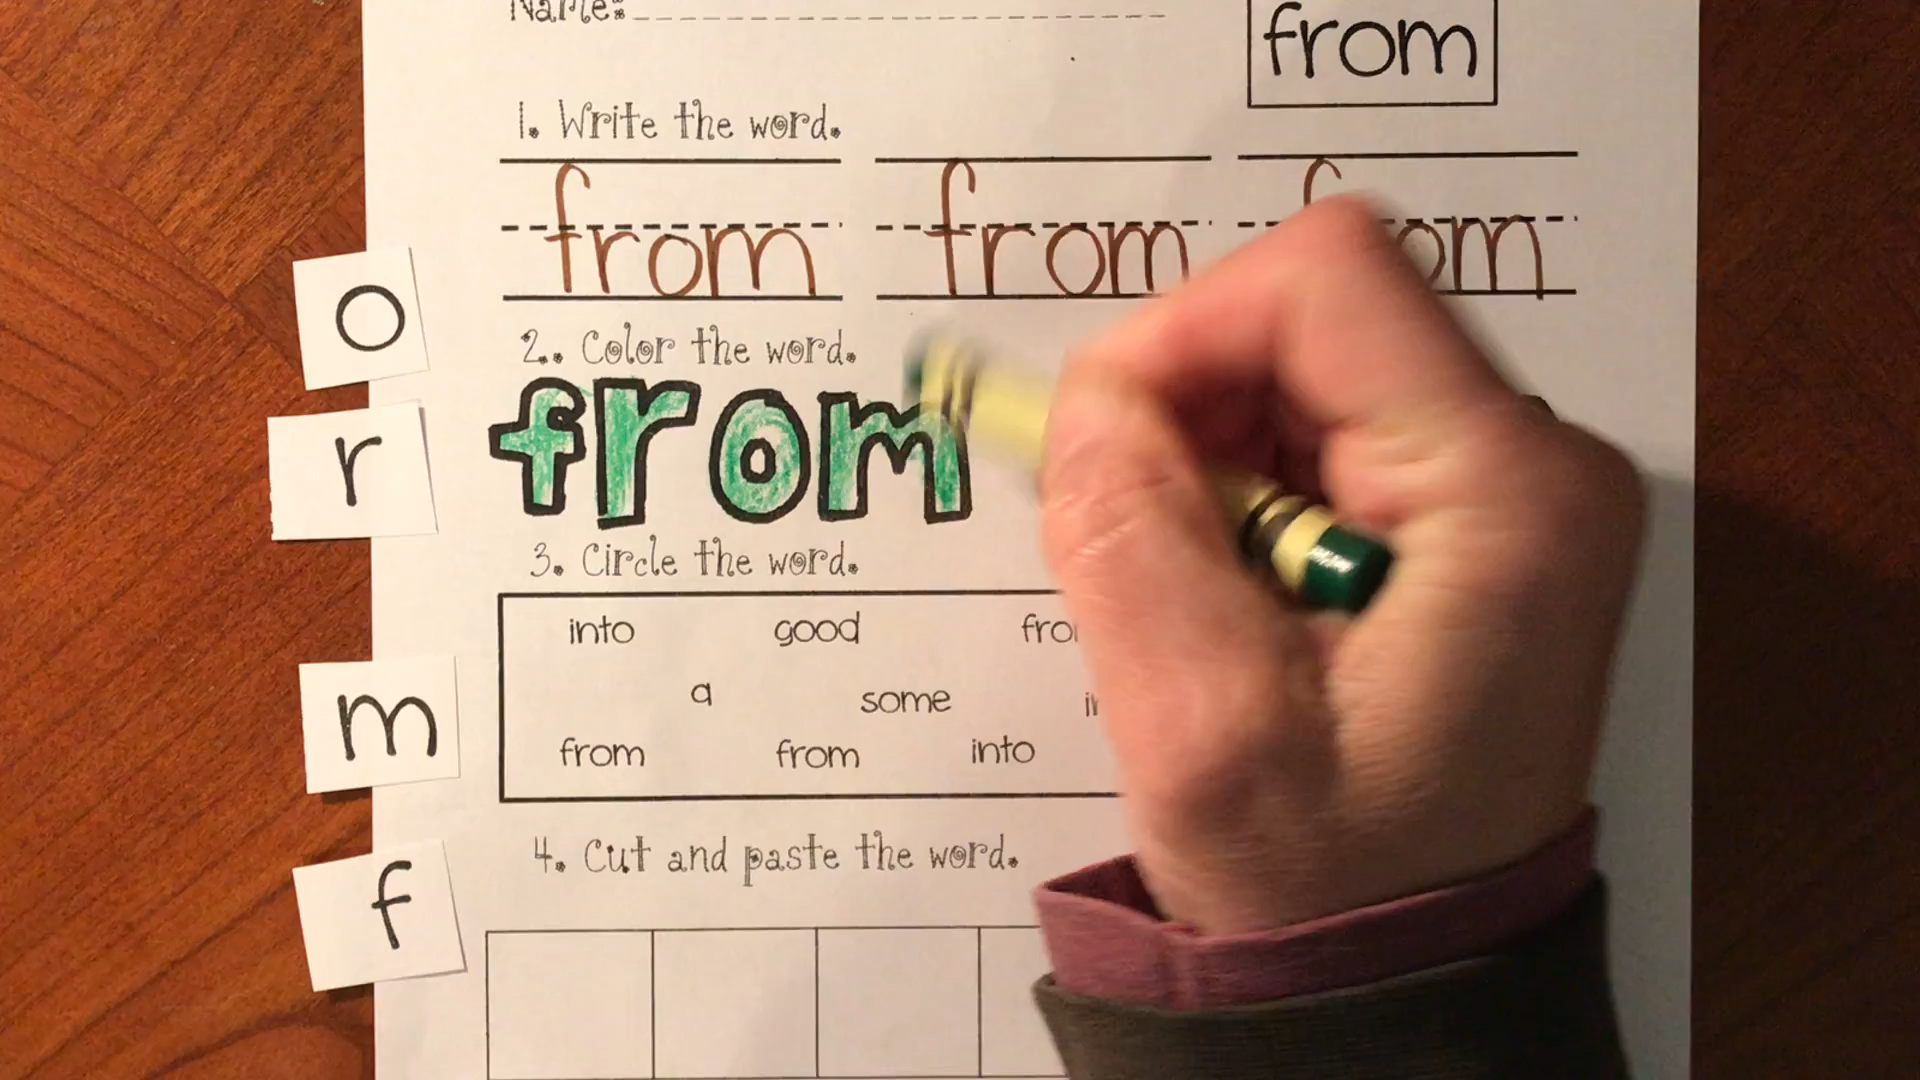 Name:
from
1. Write the word.
from from
2. Color the word.
from
3. Circle the word.
into good
a some
from from into
4. Cut and paste the word.
o
r
m
f